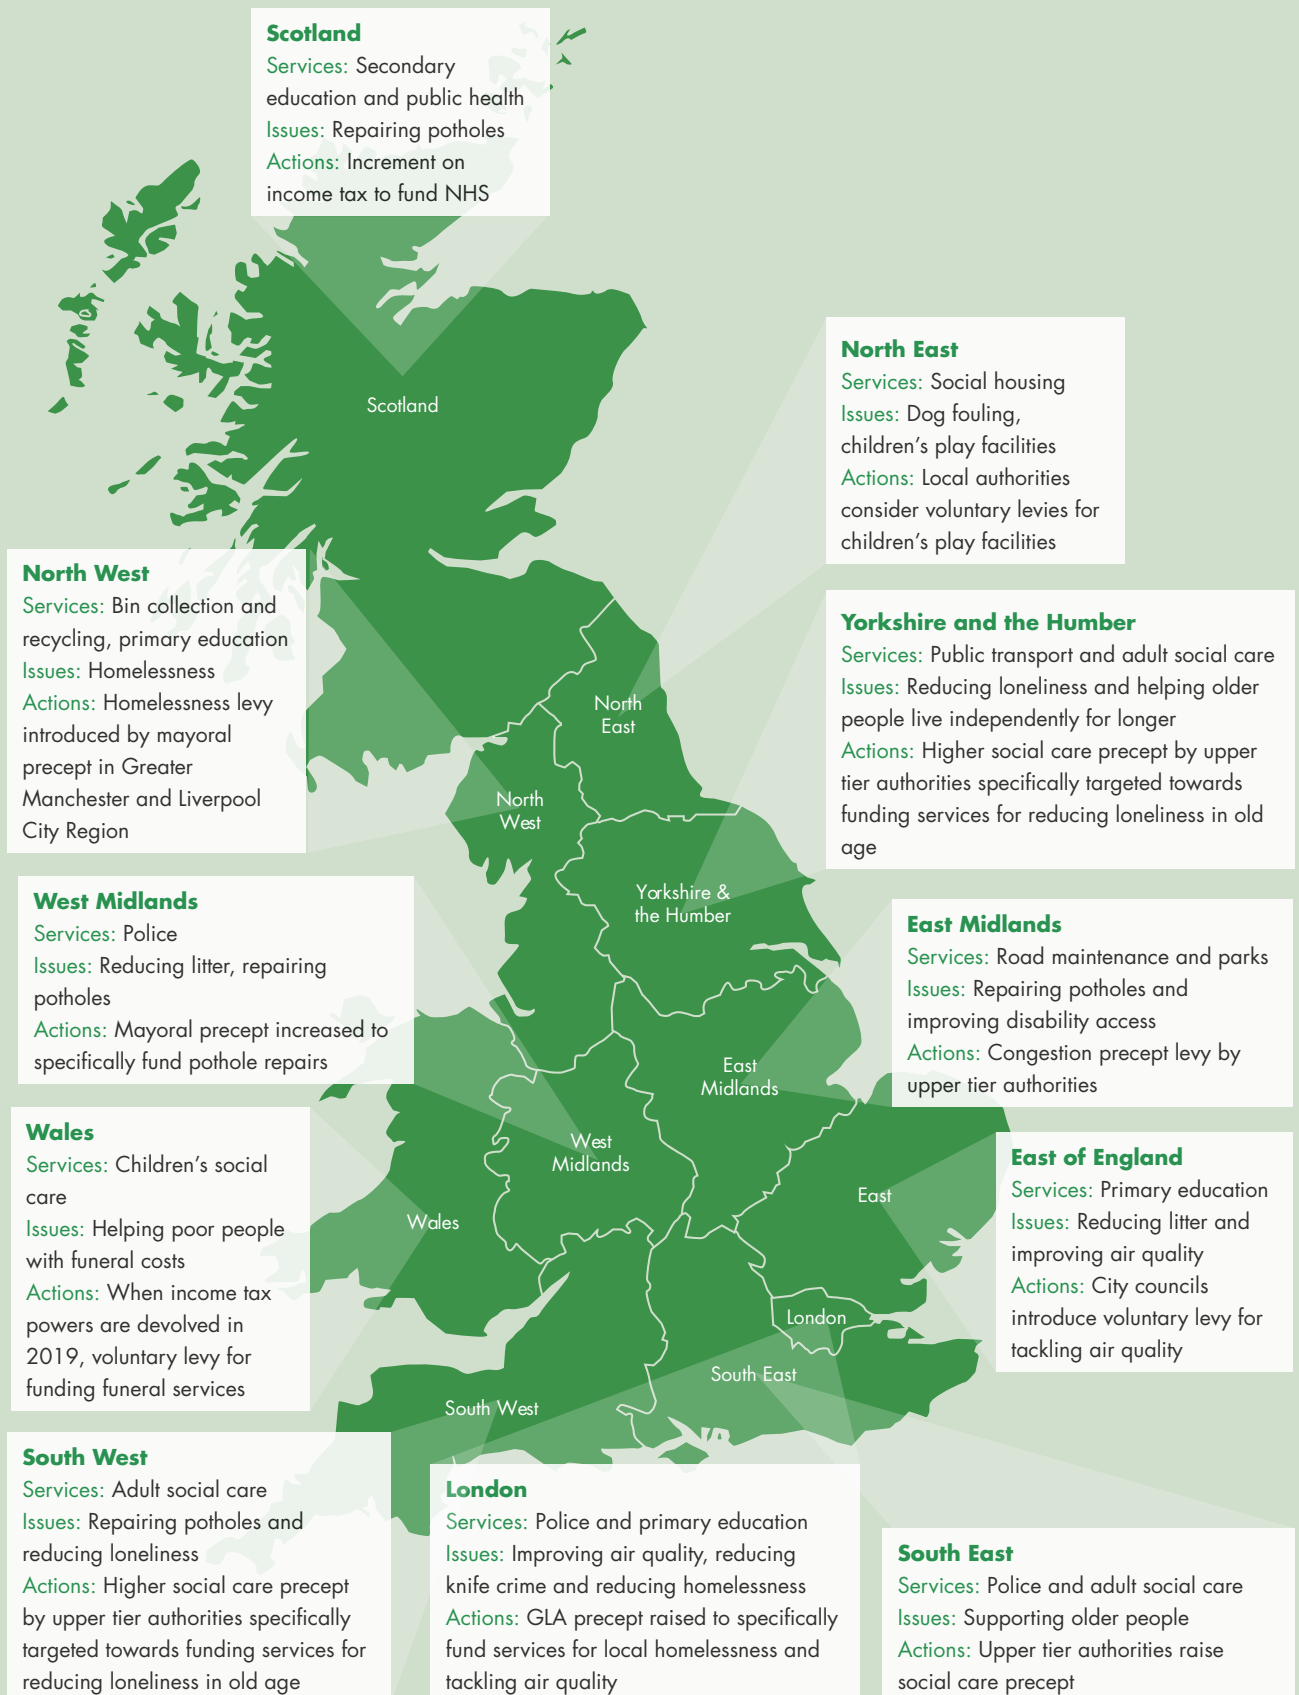 Scotland
Services: Secondary
education and public health
Issues: Repairing potholes
Actions: Increment on
income tax to fund NHS
Scotland
North East
Services: Social housing
Issues: Dog fouling,
children’s play facilities
Actions: Local authorities
consider voluntary levies for
children’s play facilities
North West
Services: Bin collection and
recycling, primary education
Issues: Homelessness
Actions: Homelessness levy
introduced by mayoral
precept in Greater
Manchester and Liverpool
City Region
Yorkshire and the Humber
Services: Public transport and adult social care
Issues: Reducing loneliness and helping older
people live independently for longer
Actions: Higher social care precept by upper
tier authorities specifically targeted towards
funding services for reducing loneliness in old
age
North
East
North
West
Yorkshire &
the Humber
West Midlands
Services: Police
Issues: Reducing litter, repairing
potholes
Actions: Mayoral precept increased to
specifically fund pothole repairs
East Midlands
Services: Road maintenance and parks
Issues: Repairing potholes and
improving disability access
Actions: Congestion precept levy by
upper tier authorities
East
Midlands
West
Midlands
Wales
Services: Children’s social
care
Issues: Helping poor people
with funeral costs
Actions: When income tax
powers are devolved in
2019, voluntary levy for
funding funeral services
Wales
East
East of England
Services: Primary education
Issues: Reducing litter and
improving air quality
Actions: City councils
introduce voluntary levy for
tackling air quality
London
South East
South West
South West
Services: Adult social care
Issues: Repairing potholes and
reducing loneliness
Actions: Higher social care precept
by upper tier authorities specifically
targeted towards funding services for
reducing loneliness in old age
London
Services: Police and primary education
Issues: Improving air quality, reducing
knife crime and reducing homelessness
Actions: GLA precept raised to specifically
fund services for local homelessness and
tackling air quality
South East
Services: Police and adult social care
Issues: Supporting older people
Actions: Upper tier authorities raise
social care precept